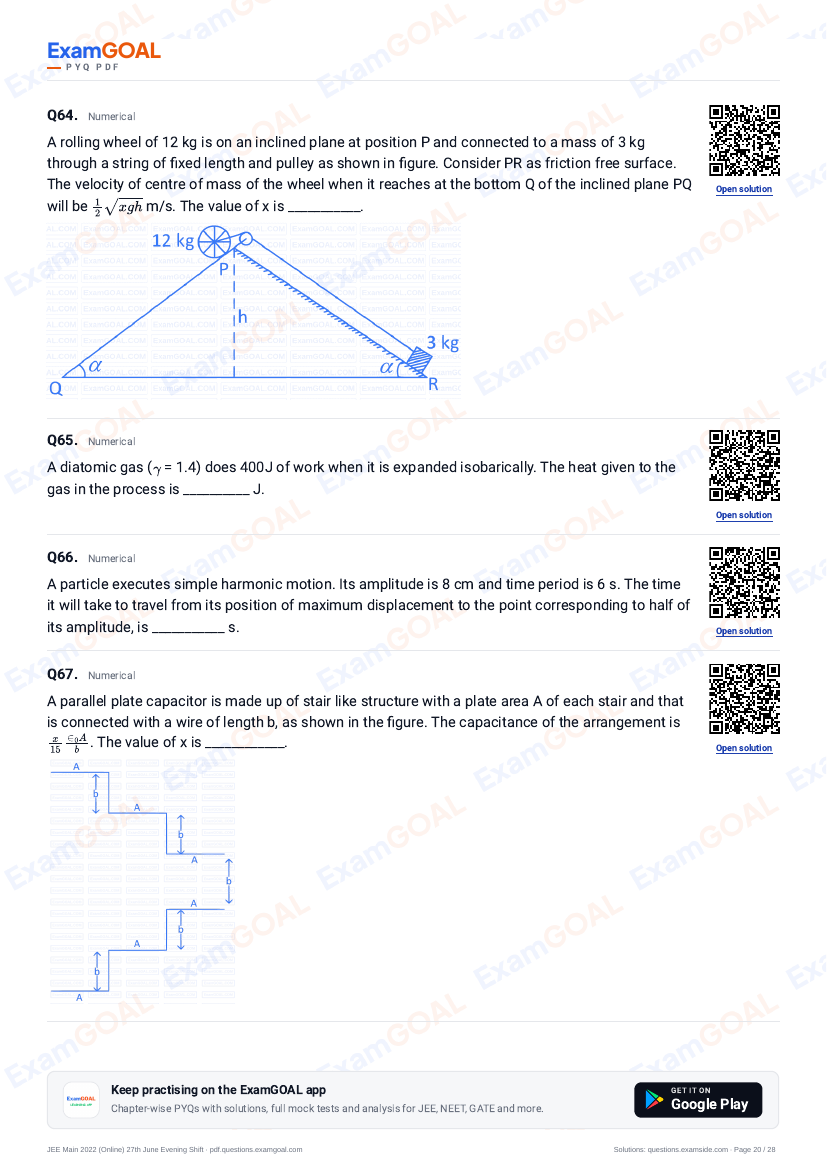 ExamGOAL
PYQ PDF
Q64. Numerical
A rolling wheel of 12 kg is on an inclined plane at position P and connected to a mass of 3 kg
through a string of fixed length and pulley as shown in figure. Consider PR as friction free surface.
The velocity of centre of mass of the wheel when it reaches at the bottom Q of the inclined plane PQ
will be $\frac{1}{2}\sqrt{xgh}$ m/s. The value of x is ___________.
Open solution
12 kg
P
h
3 kg
α
α
Q
R
Q65. Numerical
A diatomic gas (γ = 1.4) does 400J of work when it is expanded isobarically. The heat given to the
gas in the process is __________ J.
Open solution
Q66. Numerical
A particle executes simple harmonic motion. Its amplitude is 8 cm and time period is 6 s. The time
it will take to travel from its position of maximum displacement to the point corresponding to half of
its amplitude, is ___________ s.
Open solution
Q67. Numerical
A parallel plate capacitor is made up of stair like structure with a plate area A of each stair and that
is connected with a wire of length b, as shown in the figure. The capacitance of the arrangement is
$\frac{x}{15}\frac{\in_0 A}{b}$. The value of x is ____________.
Open solution
A
b
A
b
A
b
A
b
A
b
A
Keep practising on the ExamGOAL app
Chapter-wise PYQs with solutions, full mock tests and analysis for JEE, NEET, GATE and more.
GET IT ON
Google Play
JEE Main 2022 (Online) 27th June Evening Shift · pdf.questions.examgoal.com
Solutions: questions.examside.com · Page 20 / 28